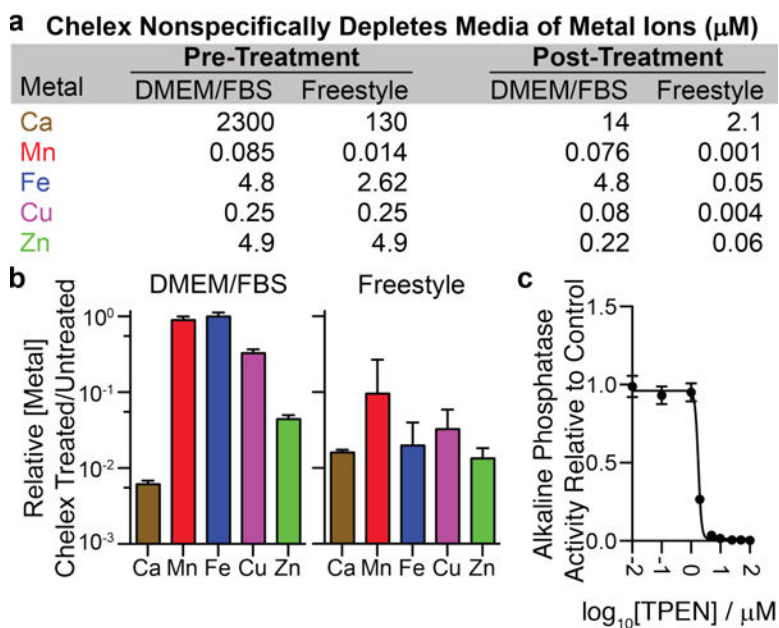 a Chelex Nonspecifically Depletes Media of Metal Ions (μM)
Pre-Treatment Post-Treatment
Metal DMEM/FBS Freestyle DMEM/FBS Freestyle
Ca 2300 130 14 2.1
Mn 0.085 0.014 0.076 0.001
Fe 4.8 2.62 4.8 0.05
Cu 0.25 0.25 0.08 0.004
Zn 4.9 4.9 0.22 0.06
b DMEM/FBS Freestyle
Relative [Metal]
Chelex Treated/Untreated
10⁰
10⁻¹
10⁻²
10⁻³
Ca Mn Fe Cu Zn Ca Mn Fe Cu Zn
c
Alkaline Phosphatase
Activity Relative to Control
1.5
1.0
0.5
0.0
-2 -1 0 1 2
log₁₀[TPEN] / μM